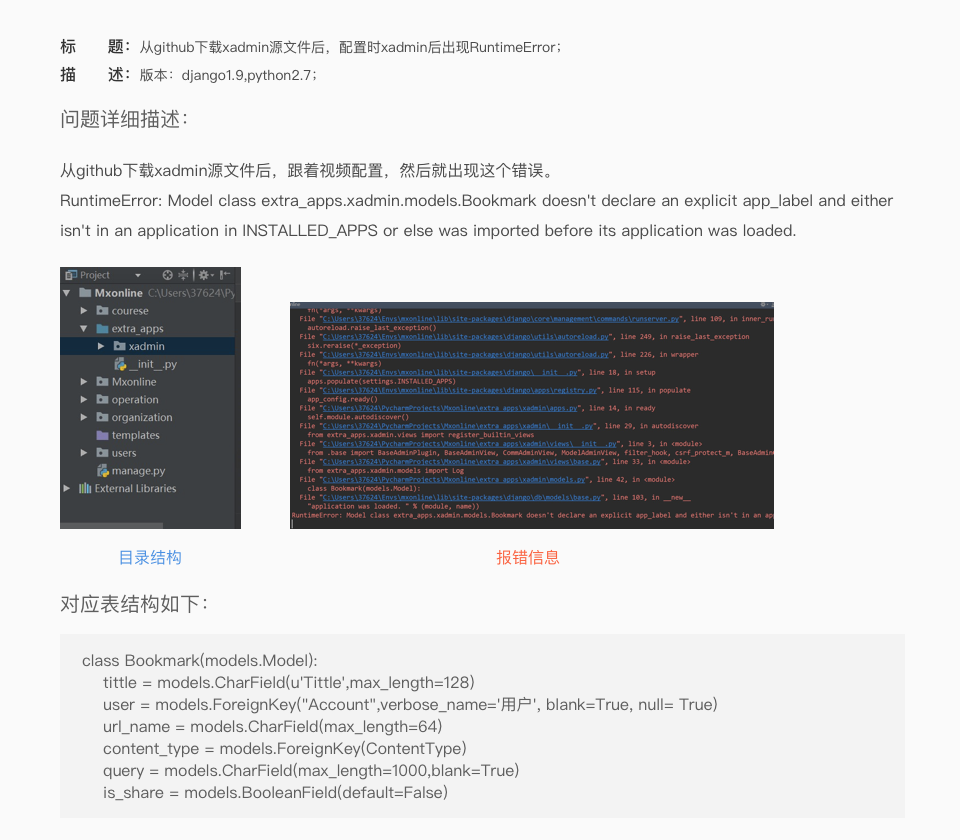 标 题：从github下载xadmin源文件后，配置时xadmin后出现RuntimeError；
描 述：版本：django1.9,python2.7；
问题详细描述：
从github下载xadmin源文件后，跟着视频配置，然后就出现这个错误。
RuntimeError: Model class extra_apps.xadmin.models.Bookmark doesn't declare an explicit app_label and either
isn't in an application in INSTALLED_APPS or else was imported before its application was loaded.
Project
Mxonline C:\Users\37624\Py
courese
extra_apps
xadmin
__init__.py
Mxonline
operation
organization
templates
users
manage.py
External Libraries
fn(*args, **kwargs)
File "C:\Users\37624\Envs\mxonline\lib\site-packages\django\core\management\commands\runserver.py", line 109, in inner_ru
autoreload.raise_last_exception()
File "C:\Users\37624\Envs\mxonline\lib\site-packages\django\utils\autoreload.py", line 249, in raise_last_exception
six.reraise(*_exception)
File "C:\Users\37624\Envs\mxonline\lib\site-packages\django\utils\autoreload.py", line 226, in wrapper
fn(*args, **kwargs)
File "C:\Users\37624\Envs\mxonline\lib\site-packages\django\__init__.py", line 18, in setup
apps.populate(settings.INSTALLED_APPS)
File "C:\Users\37624\Envs\mxonline\lib\site-packages\django\apps\registry.py", line 115, in populate
app_config.ready()
File "C:\Users\37624\PycharmProjects\Mxonline\extra_apps\xadmin\apps.py", line 14, in ready
self.module.autodiscover()
File "C:\Users\37624\PycharmProjects\Mxonline\extra_apps\xadmin\__init__.py", line 29, in autodiscover
from extra_apps.xadmin.views import register_builtin_views
File "C:\Users\37624\PycharmProjects\Mxonline\extra_apps\xadmin\views\__init__.py", line 3, in <module>
from .base import BaseAdminPlugin, BaseAdminView, CommAdminView, ModelAdminView, filter_hook, csrf_protect_m, BaseAdmin
File "C:\Users\37624\PycharmProjects\Mxonline\extra_apps\xadmin\views\base.py", line 33, in <module>
from extra_apps.xadmin.models import Log
File "C:\Users\37624\PycharmProjects\Mxonline\extra_apps\xadmin\models.py", line 42, in <module>
class Bookmark(models.Model):
File "C:\Users\37624\Envs\mxonline\lib\site-packages\django\db\models\base.py", line 103, in __new__
"application was loaded. " % (module, name))
RuntimeError: Model class extra_apps.xadmin.models.Bookmark doesn't declare an explicit app_label and either isn't in an ap
目录结构
报错信息
对应表结构如下：
class Bookmark(models.Model):
tittle = models.CharField(u'Tittle',max_length=128)
user = models.ForeignKey("Account",verbose_name='用户', blank=True, null= True)
url_name = models.CharField(max_length=64)
content_type = models.ForeignKey(ContentType)
query = models.CharField(max_length=1000,blank=True)
is_share = models.BooleanField(default=False)